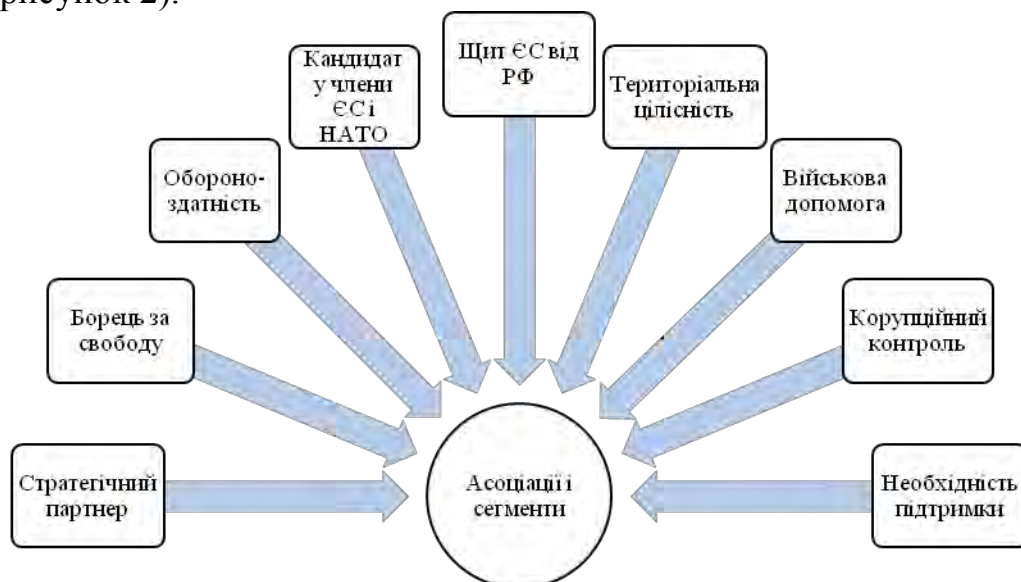 рисунок 2).
Щит ЄС від
РФ
Кандидат
у члени
ЄС і
НАТО
Територіальна
цілісність
Обороно-
здатність
Військова
допомога
Борець за
свободу
Корупційний
контроль
Стратегічний
партнер
Асоціації і
сегменти
Необхідність
підтримки